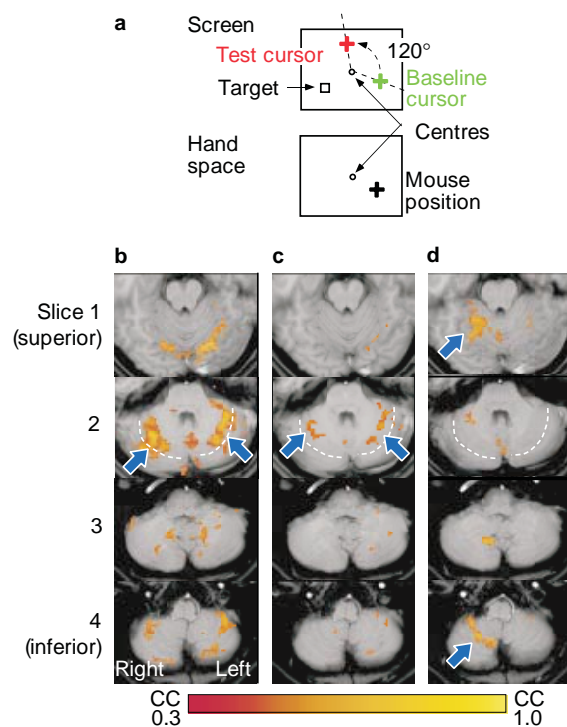 a
Screen
Test cursor
120°
Baseline
cursor
Target
Centres
Hand
space
Mouse
position
b
c
d
Slice 1
(superior)
2
3
4
(inferior)
Right
Left
CC
0.3
CC
1.0